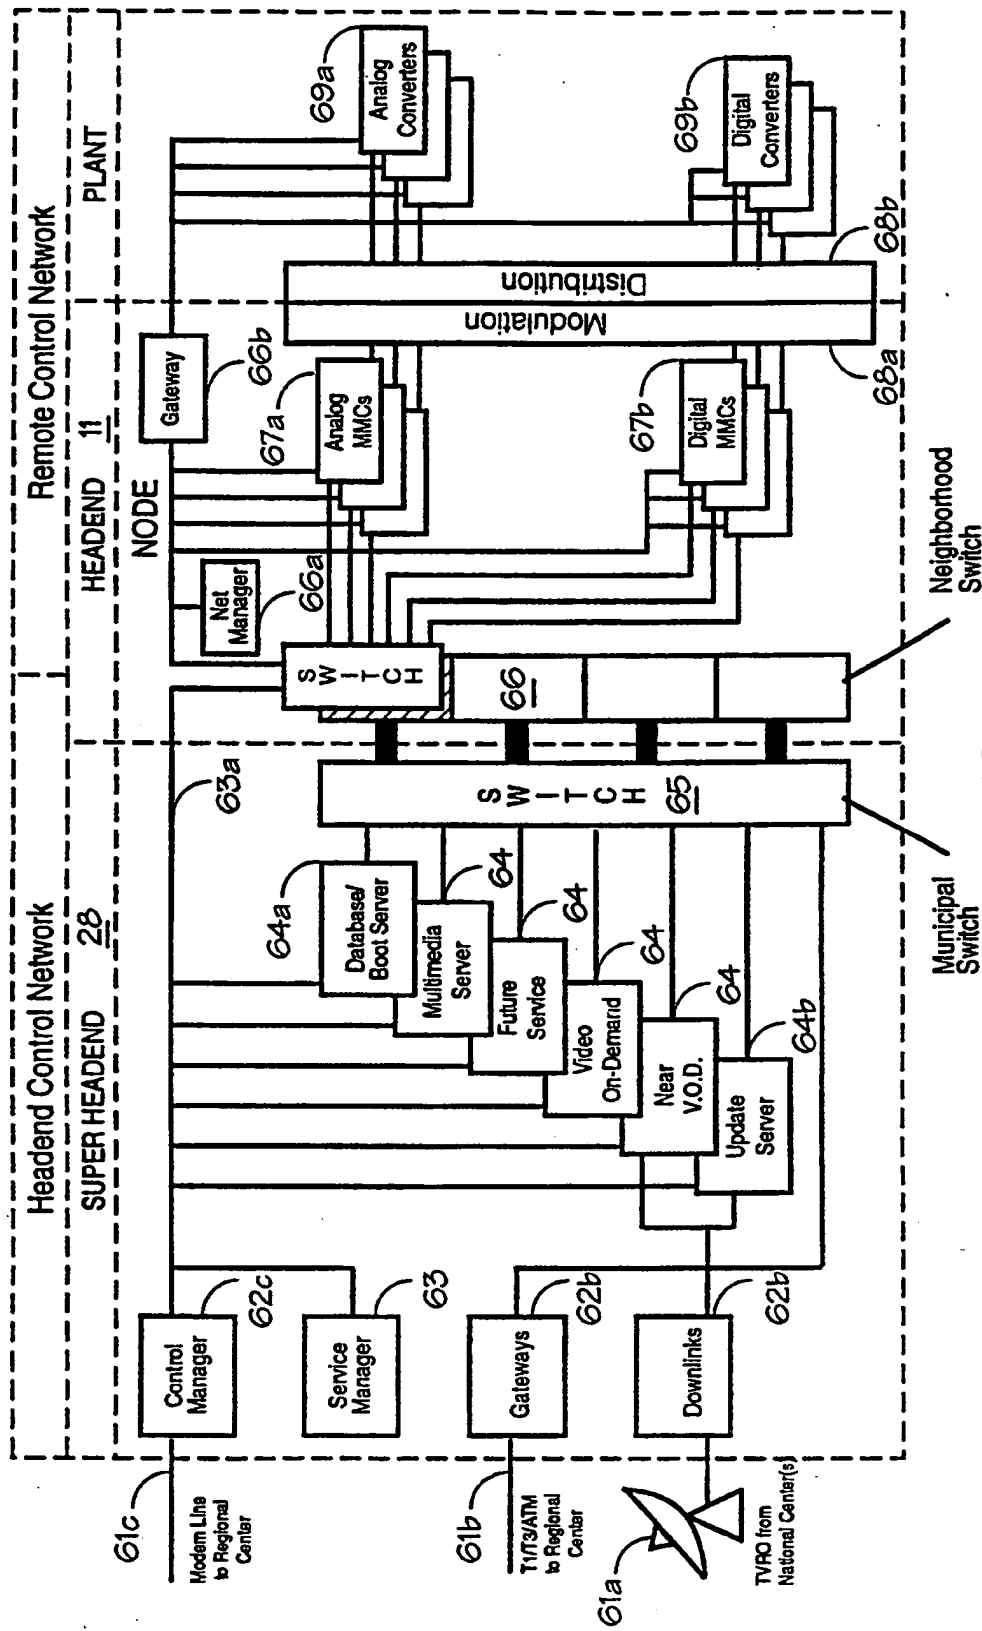 Headend Control Network
Remote Control Network
SUPER HEADEND 28
HEADEND 11
PLANT
NODE
61c
Modem Line
to Regional
Center
Control
Manager
62c
63a
Service
Manager
63
61b
T1/T3/ATM
to Regional
Center
Gateways
62b
61a
TVRO from
National Center(s)
Downlinks
62b
64a
Database/
Boot Server
Multimedia
Server
64
Future
Service
64
Video
On-Demand
64
Near
V.O.D.
64
Update
Server
64b
SWITCH
65
Municipal
Switch
SWITCH
66
Neighborhood
Switch
Net
Manager
66a
Gateway
66b
67a
Analog
MMCs
67b
Digital
MMCs
Modulation
68a
Distribution
68b
69a
Analog
Converters
69b
Digital
Converters